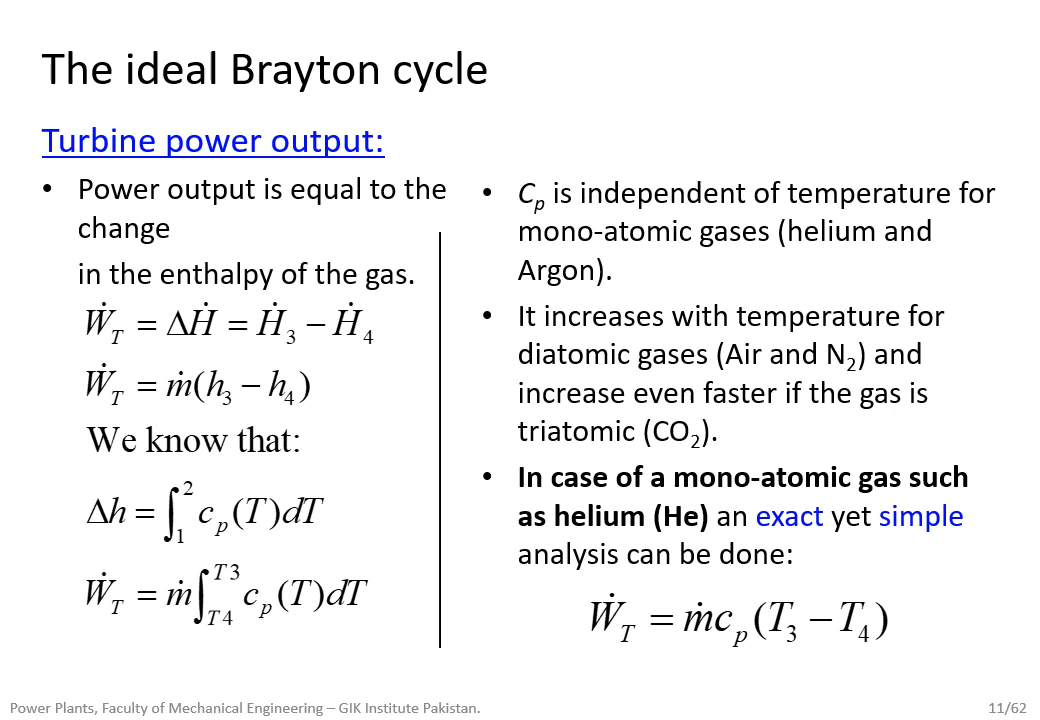 The ideal Brayton cycle
Turbine power output:
• Power output is equal to the
change
in the enthalpy of the gas.
Ẇ_T = ΔḢ = Ḣ_3 − Ḣ_4
Ẇ_T = ṁ(h_3 − h_4)
We know that:
Δh = ∫_1^2 c_p(T)dT
Ẇ_T = ṁ∫_{T4}^{T3} c_p(T)dT
• C_p is independent of temperature for
mono-atomic gases (helium and
Argon).
• It increases with temperature for
diatomic gases (Air and N₂) and
increase even faster if the gas is
triatomic (CO₂).
• In case of a mono-atomic gas such
as helium (He) an exact yet simple
analysis can be done:
Ẇ_T = ṁc_p(T_3 − T_4)
Power Plants, Faculty of Mechanical Engineering – GIK Institute Pakistan.
11/62